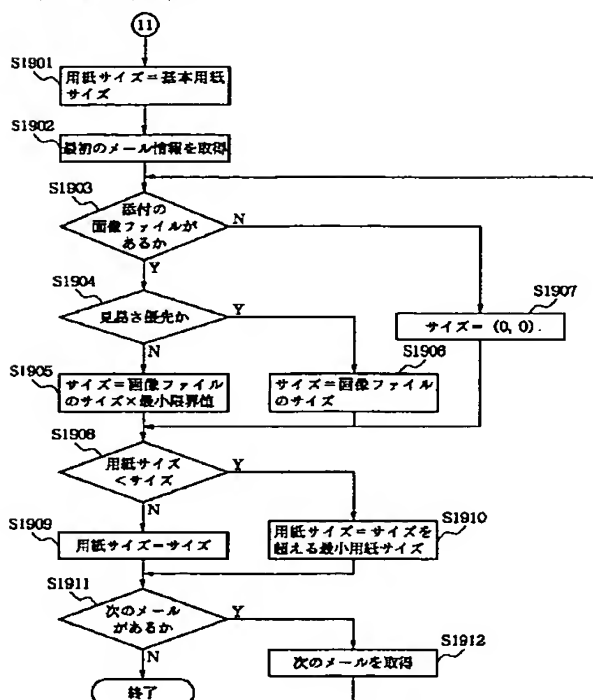 11
S1901
用紙サイズ=基本用紙
サイズ
S1902
最初のメール情報を取得
S1903
添付の
画像ファイルが
あるか
N
Y
S1904
見易さ優先か
Y
N
S1907
サイズ= (0, 0).
S1905
サイズ=画像ファイル
のサイズ×最小限界値
S1906
サイズ=画像ファイル
のサイズ
S1908
用紙サイズ
<サイズ
Y
N
S1909
用紙サイズ=サイズ
S1910
用紙サイズ=サイズを
超える最小用紙サイズ
S1911
次のメール
があるか
Y
N
S1912
次のメールを取得
終了